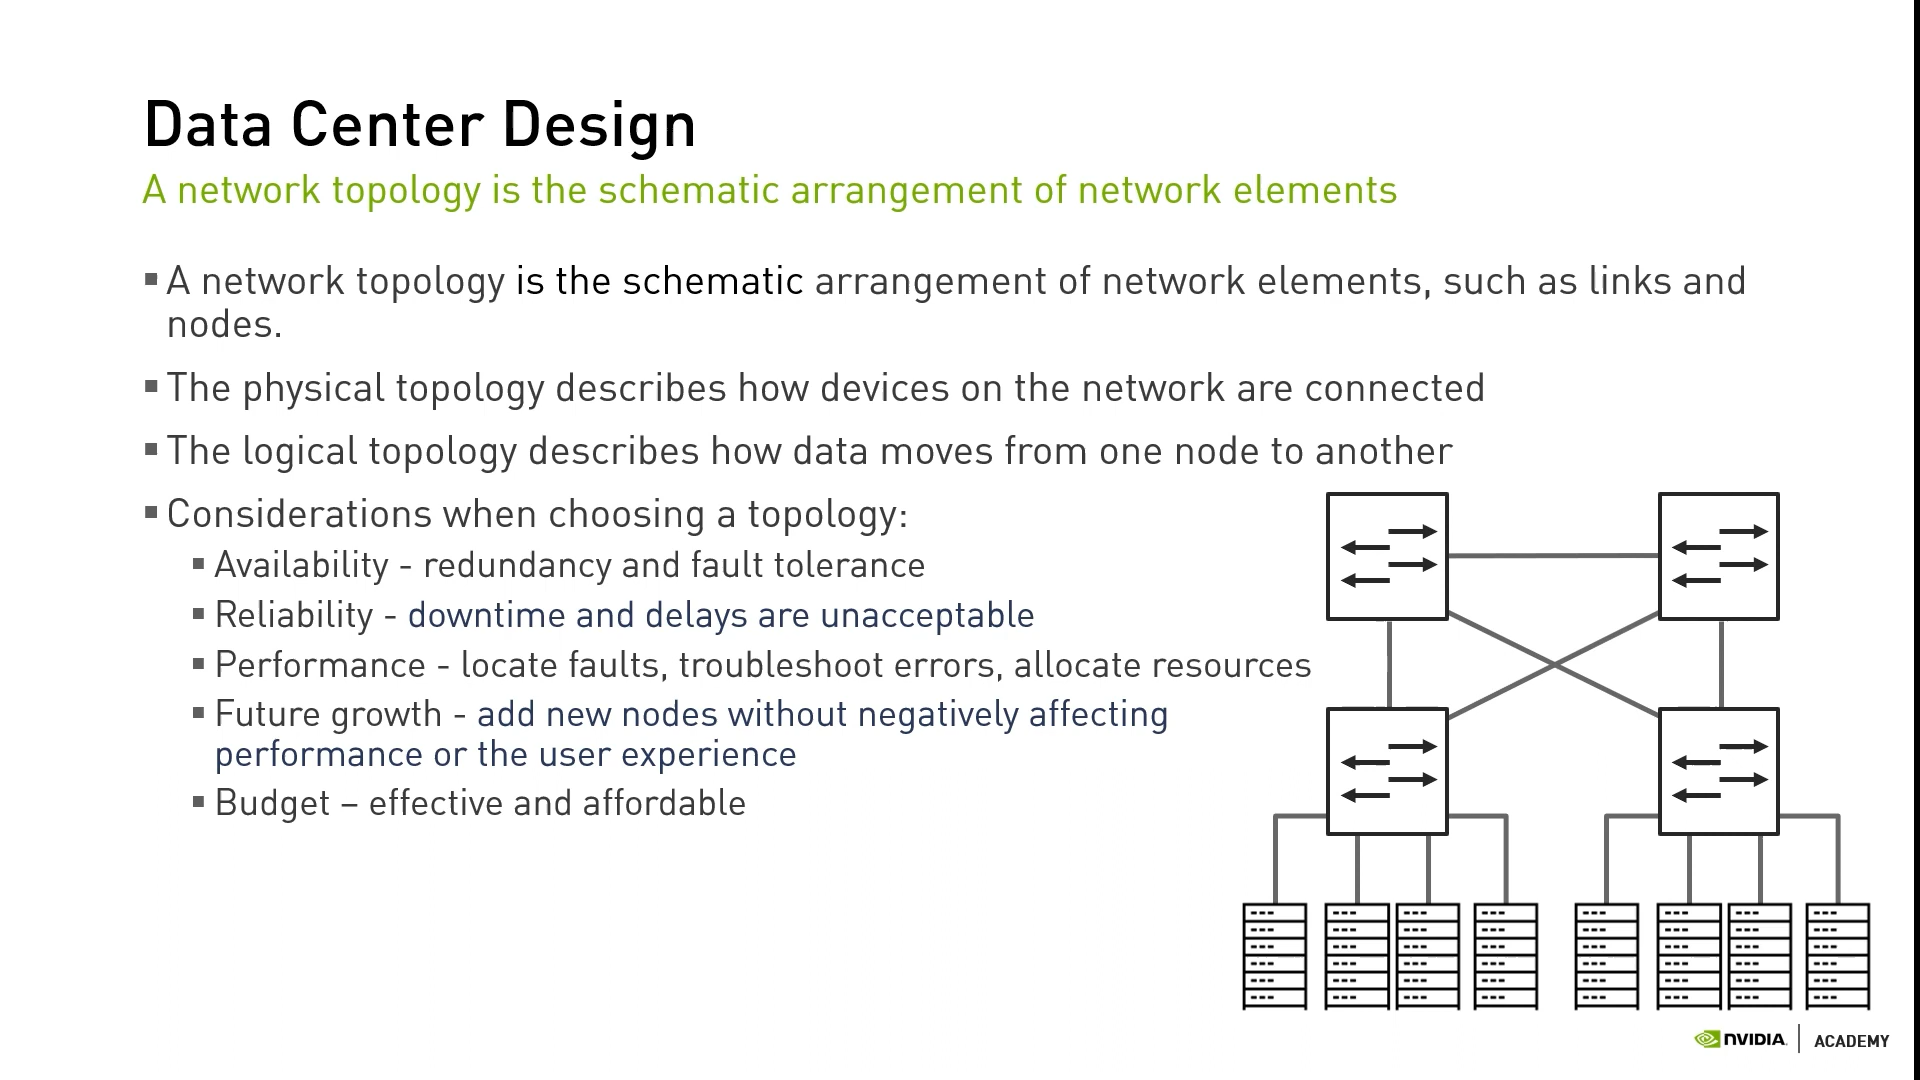 Data Center Design
A network topology is the schematic arrangement of network elements
▪ A network topology is the schematic arrangement of network elements, such as links and
nodes.
▪ The physical topology describes how devices on the network are connected
▪ The logical topology describes how data moves from one node to another
▪ Considerations when choosing a topology:
▪ Availability - redundancy and fault tolerance
▪ Reliability - downtime and delays are unacceptable
▪ Performance - locate faults, troubleshoot errors, allocate resources
▪ Future growth - add new nodes without negatively affecting
performance or the user experience
▪ Budget – effective and affordable
NVIDIA. | ACADEMY